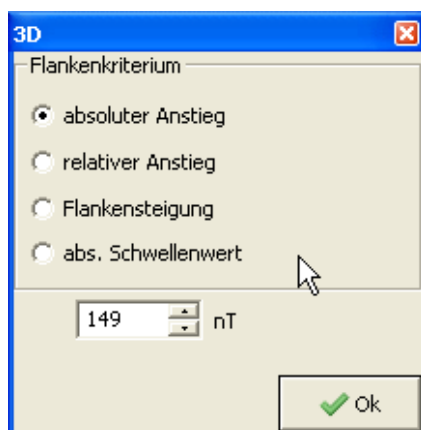 3D
Flankenkriterium
absoluter Anstieg
relativer Anstieg
Flankensteigung
abs. Schwellenwert
149 nT
Ok